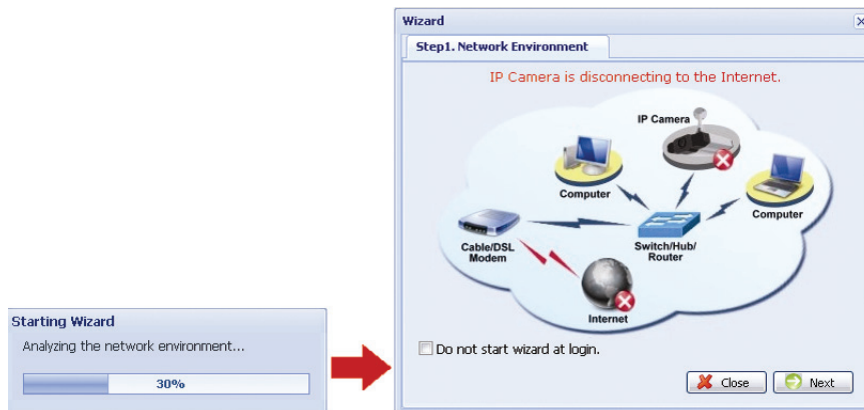 Starting Wizard
Analyzing the network environment...
30%
Wizard
Step1. Network Environment
IP Camera is disconnecting to the Internet.
IP Camera
Computer
Computer
Cable/DSL
Modem
Switch/Hub/
Router
Internet
Do not start wizard at login.
Close
Next